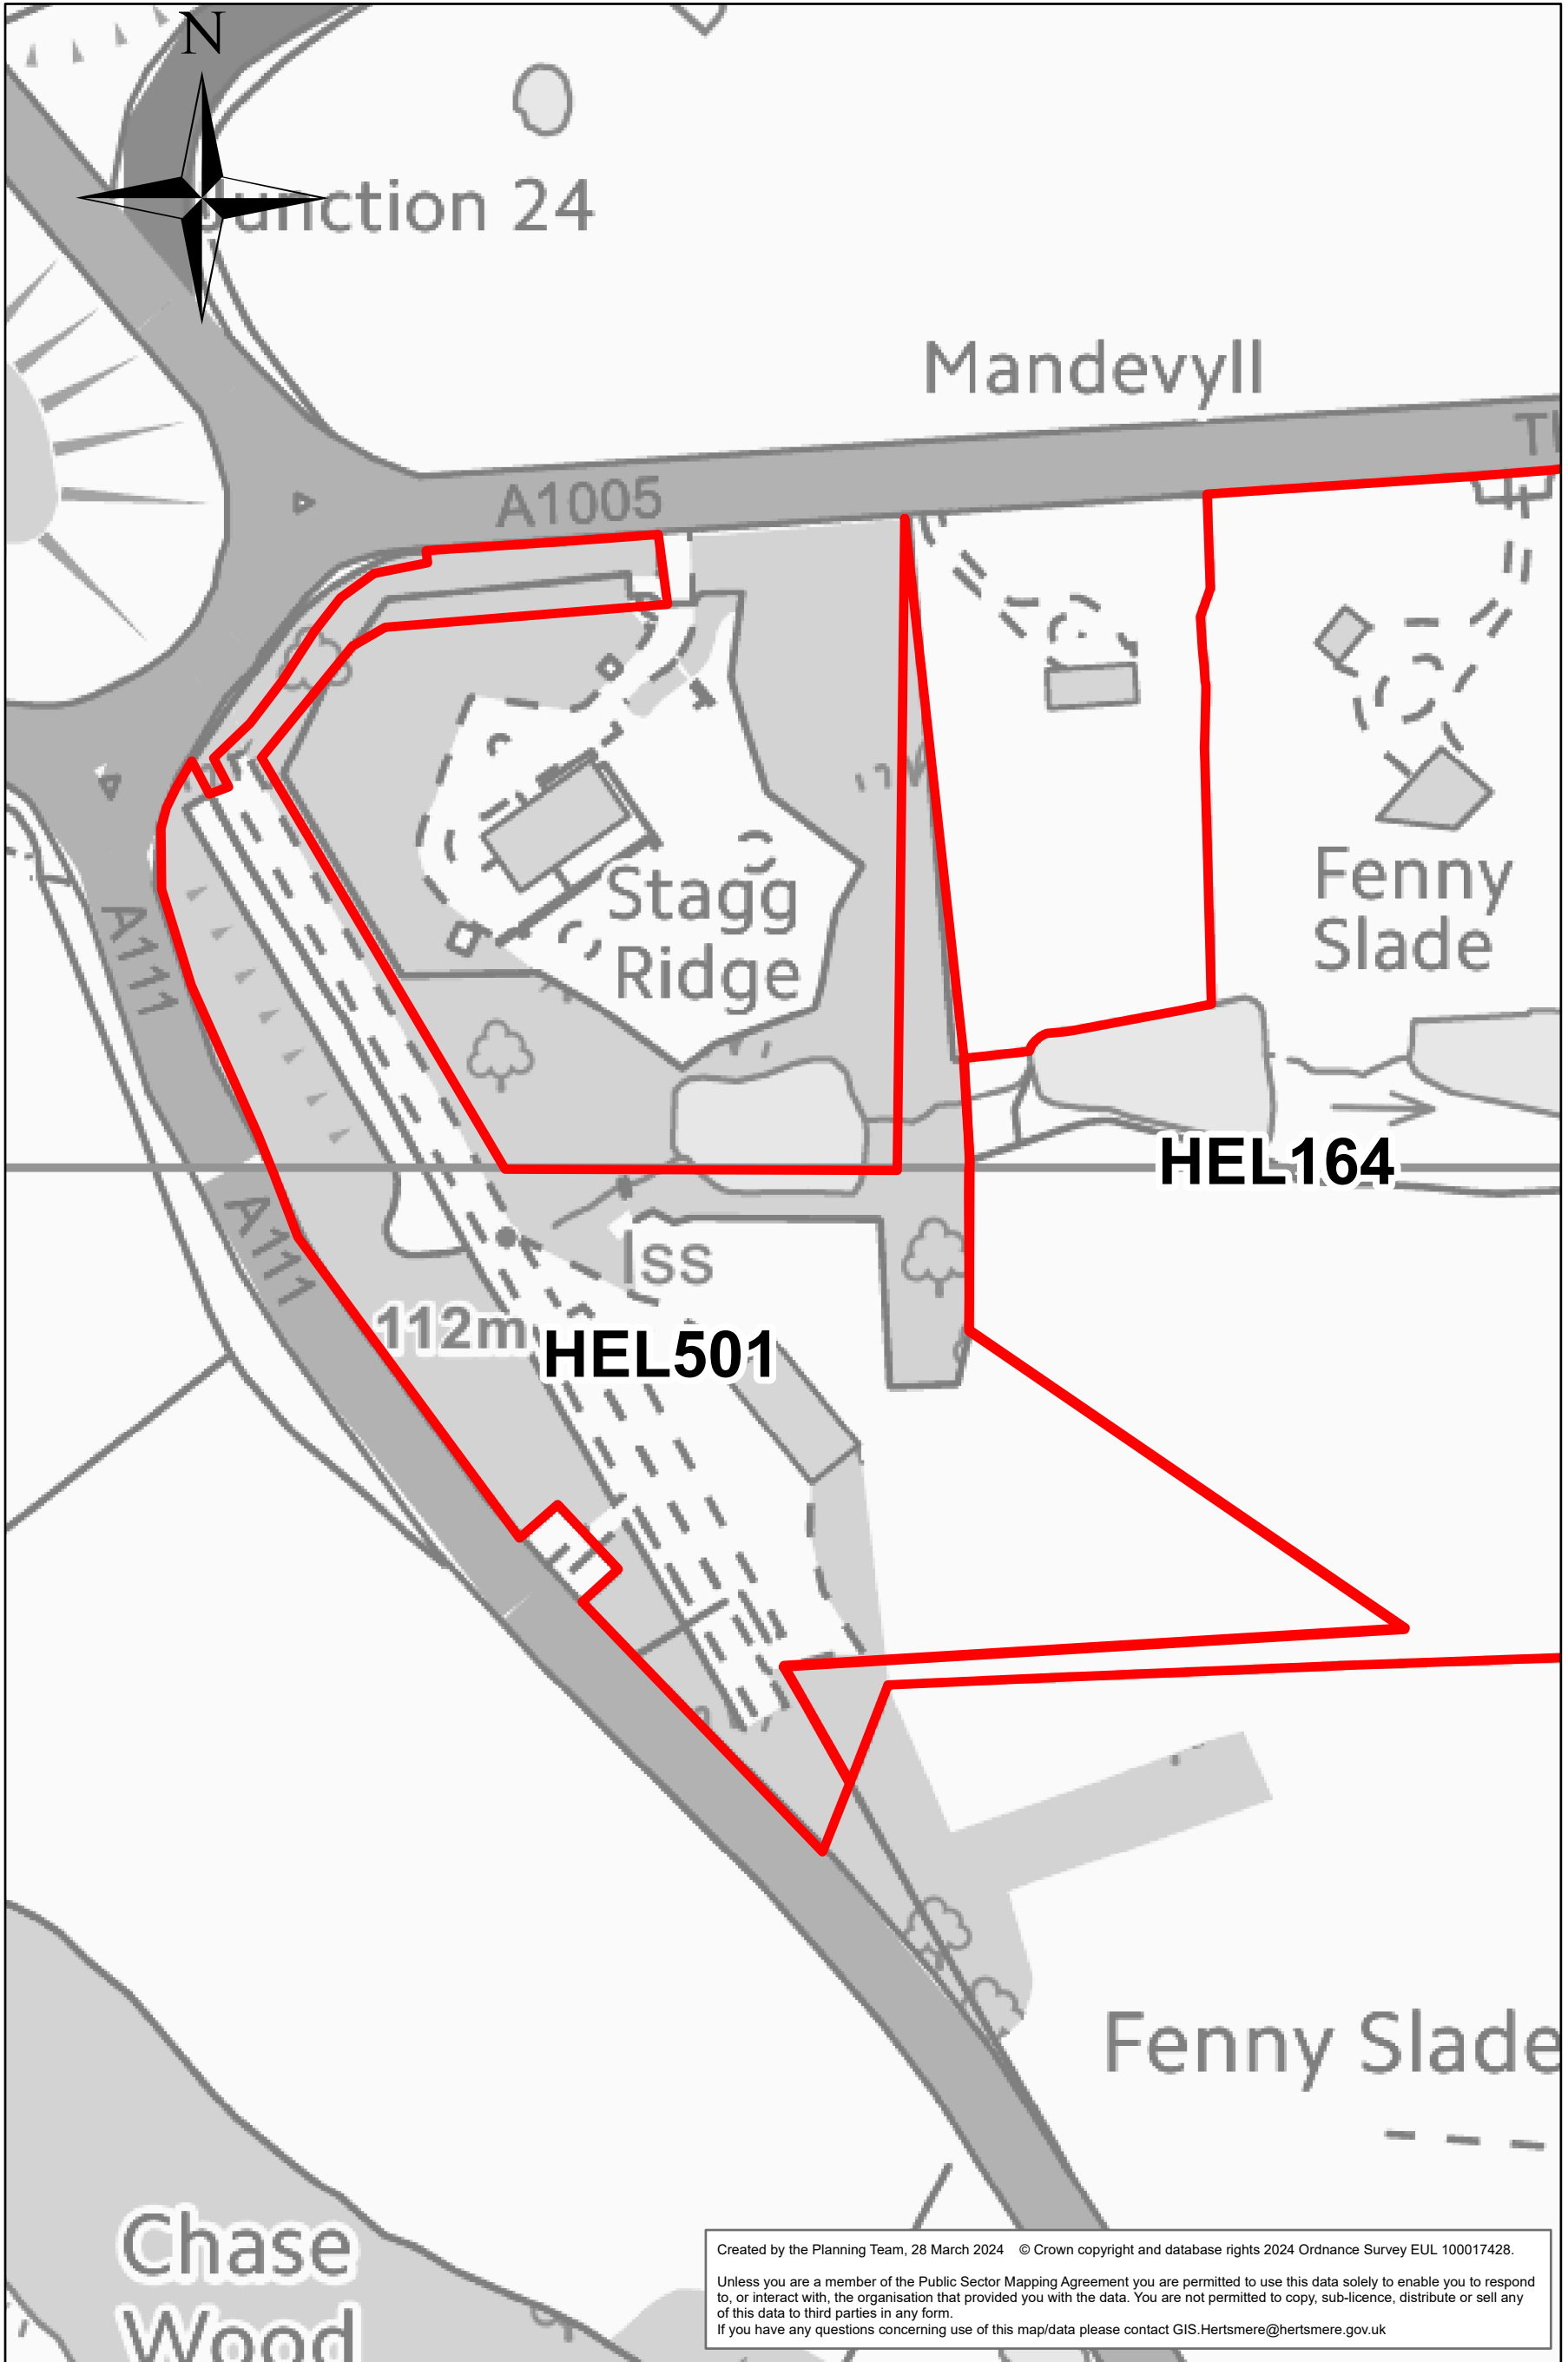 N
Junction 24
Mandevyll
A1005
Stagg
Ridge
Fenny
Slade
A111
HEL164
A111
Iss
112m
HEL501
Fenny Slade
Chase
Wood
Created by the Planning Team, 28 March 2024 © Crown copyright and database rights 2024 Ordnance Survey EUL 100017428.
Unless you are a member of the Public Sector Mapping Agreement you are permitted to use this data solely to enable you to respond
to, or interact with, the organisation that provided you with the data. You are not permitted to copy, sub-licence, distribute or sell any
of this data to third parties in any form.
If you have any questions concerning use of this map/data please contact GIS.Hertsmere@hertsmere.gov.uk